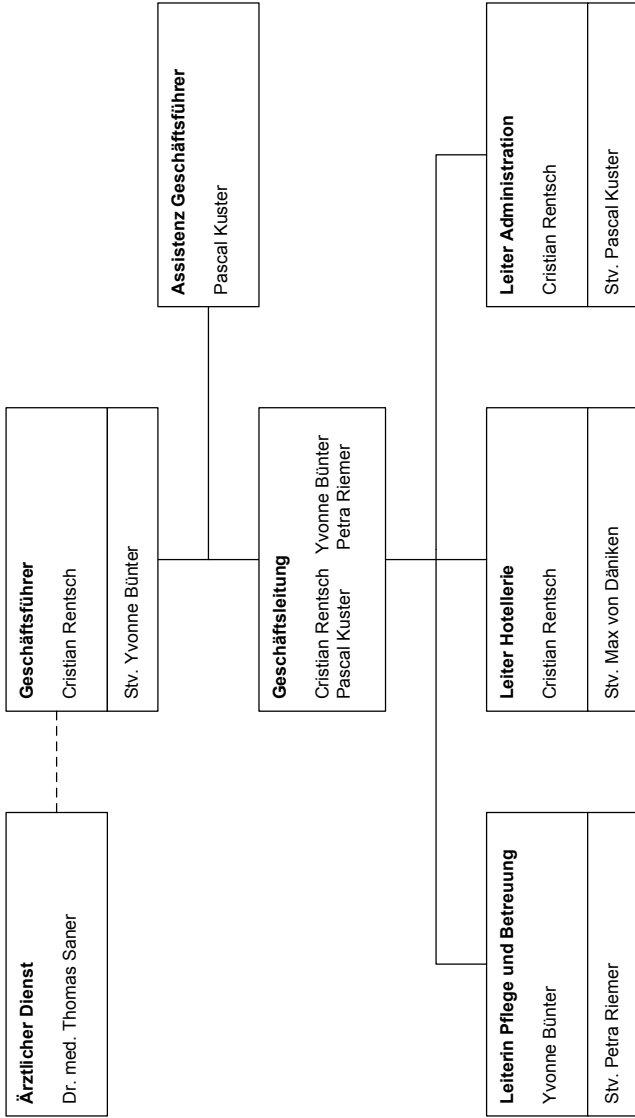 Ärztlicher Dienst
Dr. med. Thomas Saner
Geschäftsführer
Cristian Rentsch
Stv. Yvonne Bünter
Assistenz Geschäftsführer
Pascal Kuster
Geschäftsleitung
Cristian Rentsch Yvonne Bünter
Pascal Kuster Petra Riemer
Leiterin Pflege und Betreuung
Yvonne Bünter
Stv. Petra Riemer
Leiter Hotellerie
Cristian Rentsch
Stv. Max von Däniken
Leiter Administration
Cristian Rentsch
Stv. Pascal Kuster